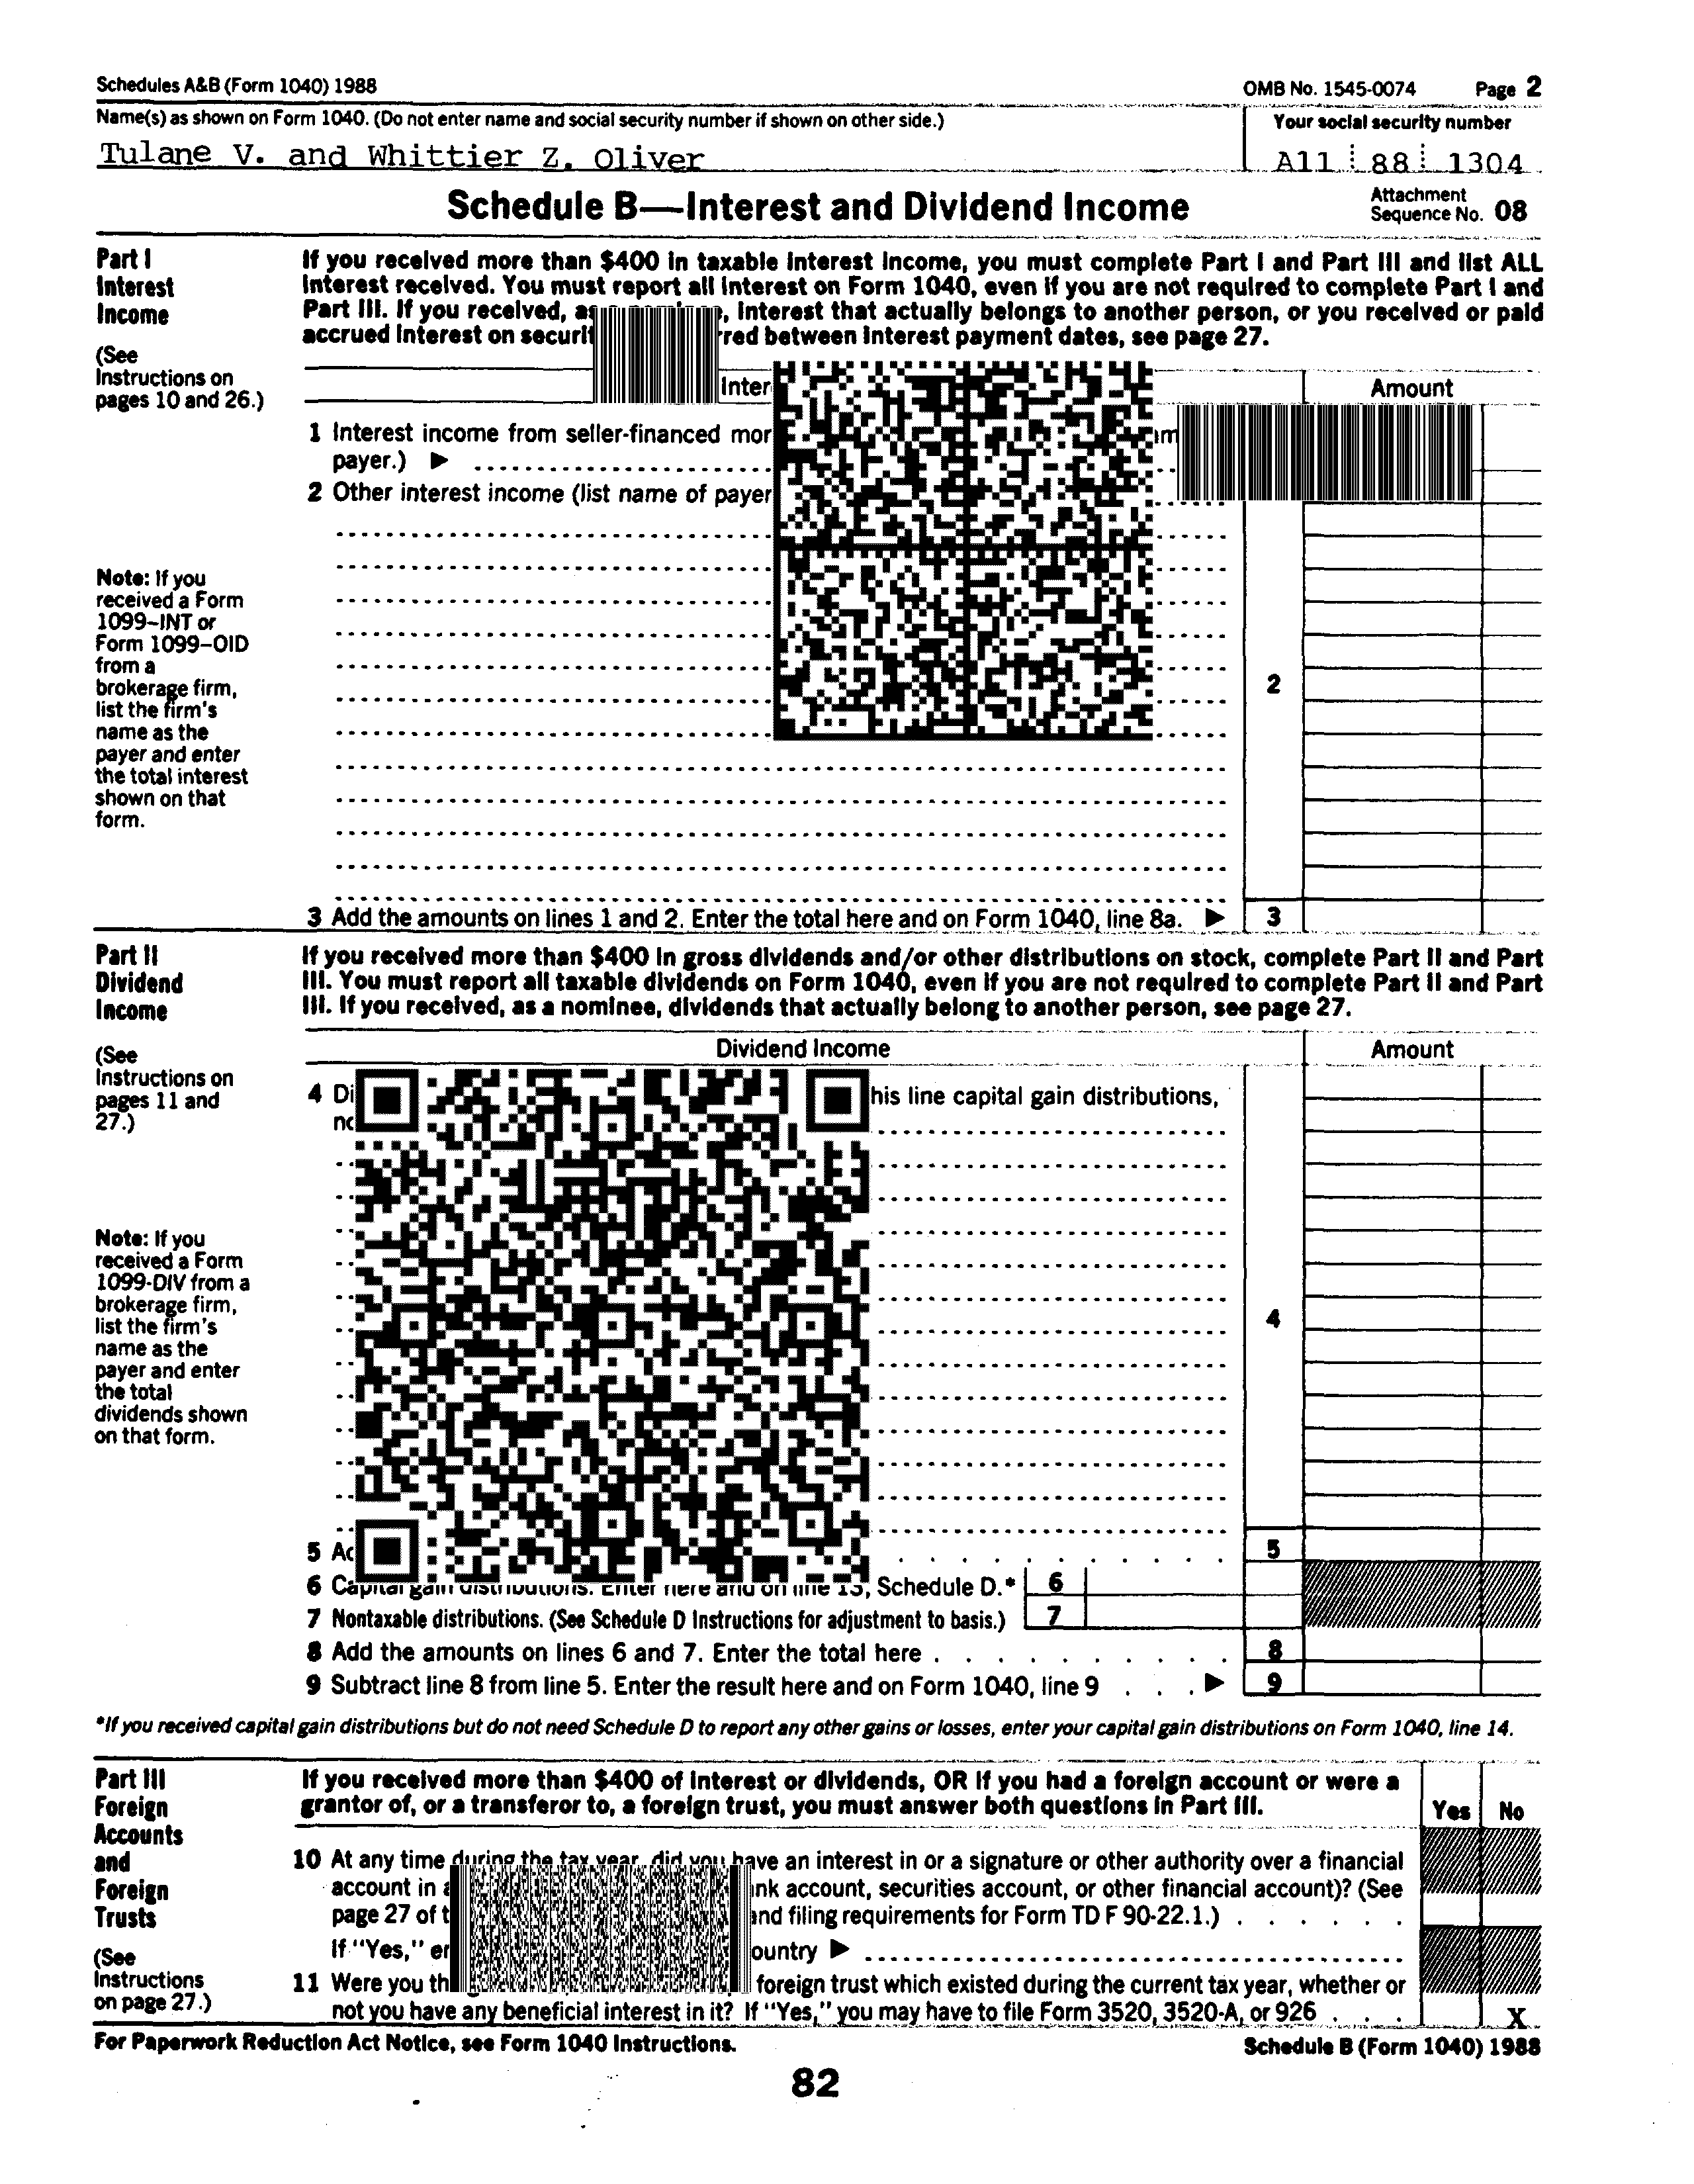 Schedules A&B (Form 1040) 1988 OMB No. 1545-0074 Page 2
Name(s) as shown on Form 1040. (Do not enter name and social security number if shown on other side.) Your social security number
Tulane V. and Whittier Z. Oliver A11 88 1304
Schedule B—Interest and Dividend Income Attachment Sequence No. 08
Part I
Interest
Income
(See
Instructions on
pages 10 and 26.)
If you received more than $400 in taxable interest income, you must complete Part I and Part III and list ALL
interest received. You must report all interest on Form 1040, even if you are not required to complete Part I and
Part III. If you received, interest that actually belongs to another person, or you received or paid
accrued interest on between interest payment dates, see page 27.
Amount
1 Interest income from seller-financed
payer.) ▶
2 Other interest income (list name of payer
Note: If you
received a Form
1099–INT or
Form 1099–OID
from a
brokerage firm,
list the firm's
name as the
payer and enter
the total interest
shown on that
form.
2
3 Add the amounts on lines 1 and 2. Enter the total here and on Form 1040, line 8a. ▶ 3
Part II
Dividend
Income
(See
Instructions on
pages 11 and
27.)
If you received more than $400 in gross dividends and/or other distributions on stock, complete Part II and Part
III. You must report all taxable dividends on Form 1040, even if you are not required to complete Part II and Part
III. If you received, as a nominee, dividends that actually belong to another person, see page 27.
Dividend Income Amount
4 line capital gain distributions,
Note: If you
received a Form
1099-DIV from a
brokerage firm,
list the firm's
name as the
payer and enter
the total
dividends shown
on that form.
4
5 5
6 Capital gain distributions. Enter here and on line 13, Schedule D.* 6
7 Nontaxable distributions. (See Schedule D Instructions for adjustment to basis.) 7
8 Add the amounts on lines 6 and 7. Enter the total here 8
9 Subtract line 8 from line 5. Enter the result here and on Form 1040, line 9 ▶ 9
*If you received capital gain distributions but do not need Schedule D to report any other gains or losses, enter your capital gain distributions on Form 1040, line 14.
Part III
Foreign
Accounts
and
Foreign
Trusts
(See
Instructions
on page 27.)
If you received more than $400 of interest or dividends, OR if you had a foreign account or were a
grantor of, or a transferor to, a foreign trust, you must answer both questions in Part III. Yes No
10 At any time during the tax year, did you have an interest in or a signature or other authority over a financial
account in account, securities account, or other financial account)? (See
page 27 of and filing requirements for Form TD F 90-22.1.)
If "Yes," ▶
11 Were you foreign trust which existed during the current tax year, whether or
not you have any beneficial interest in it? If "Yes," you may have to file Form 3520, 3520-A, or 926 X
For Paperwork Reduction Act Notice, see Form 1040 Instructions. Schedule B (Form 1040) 1988
82